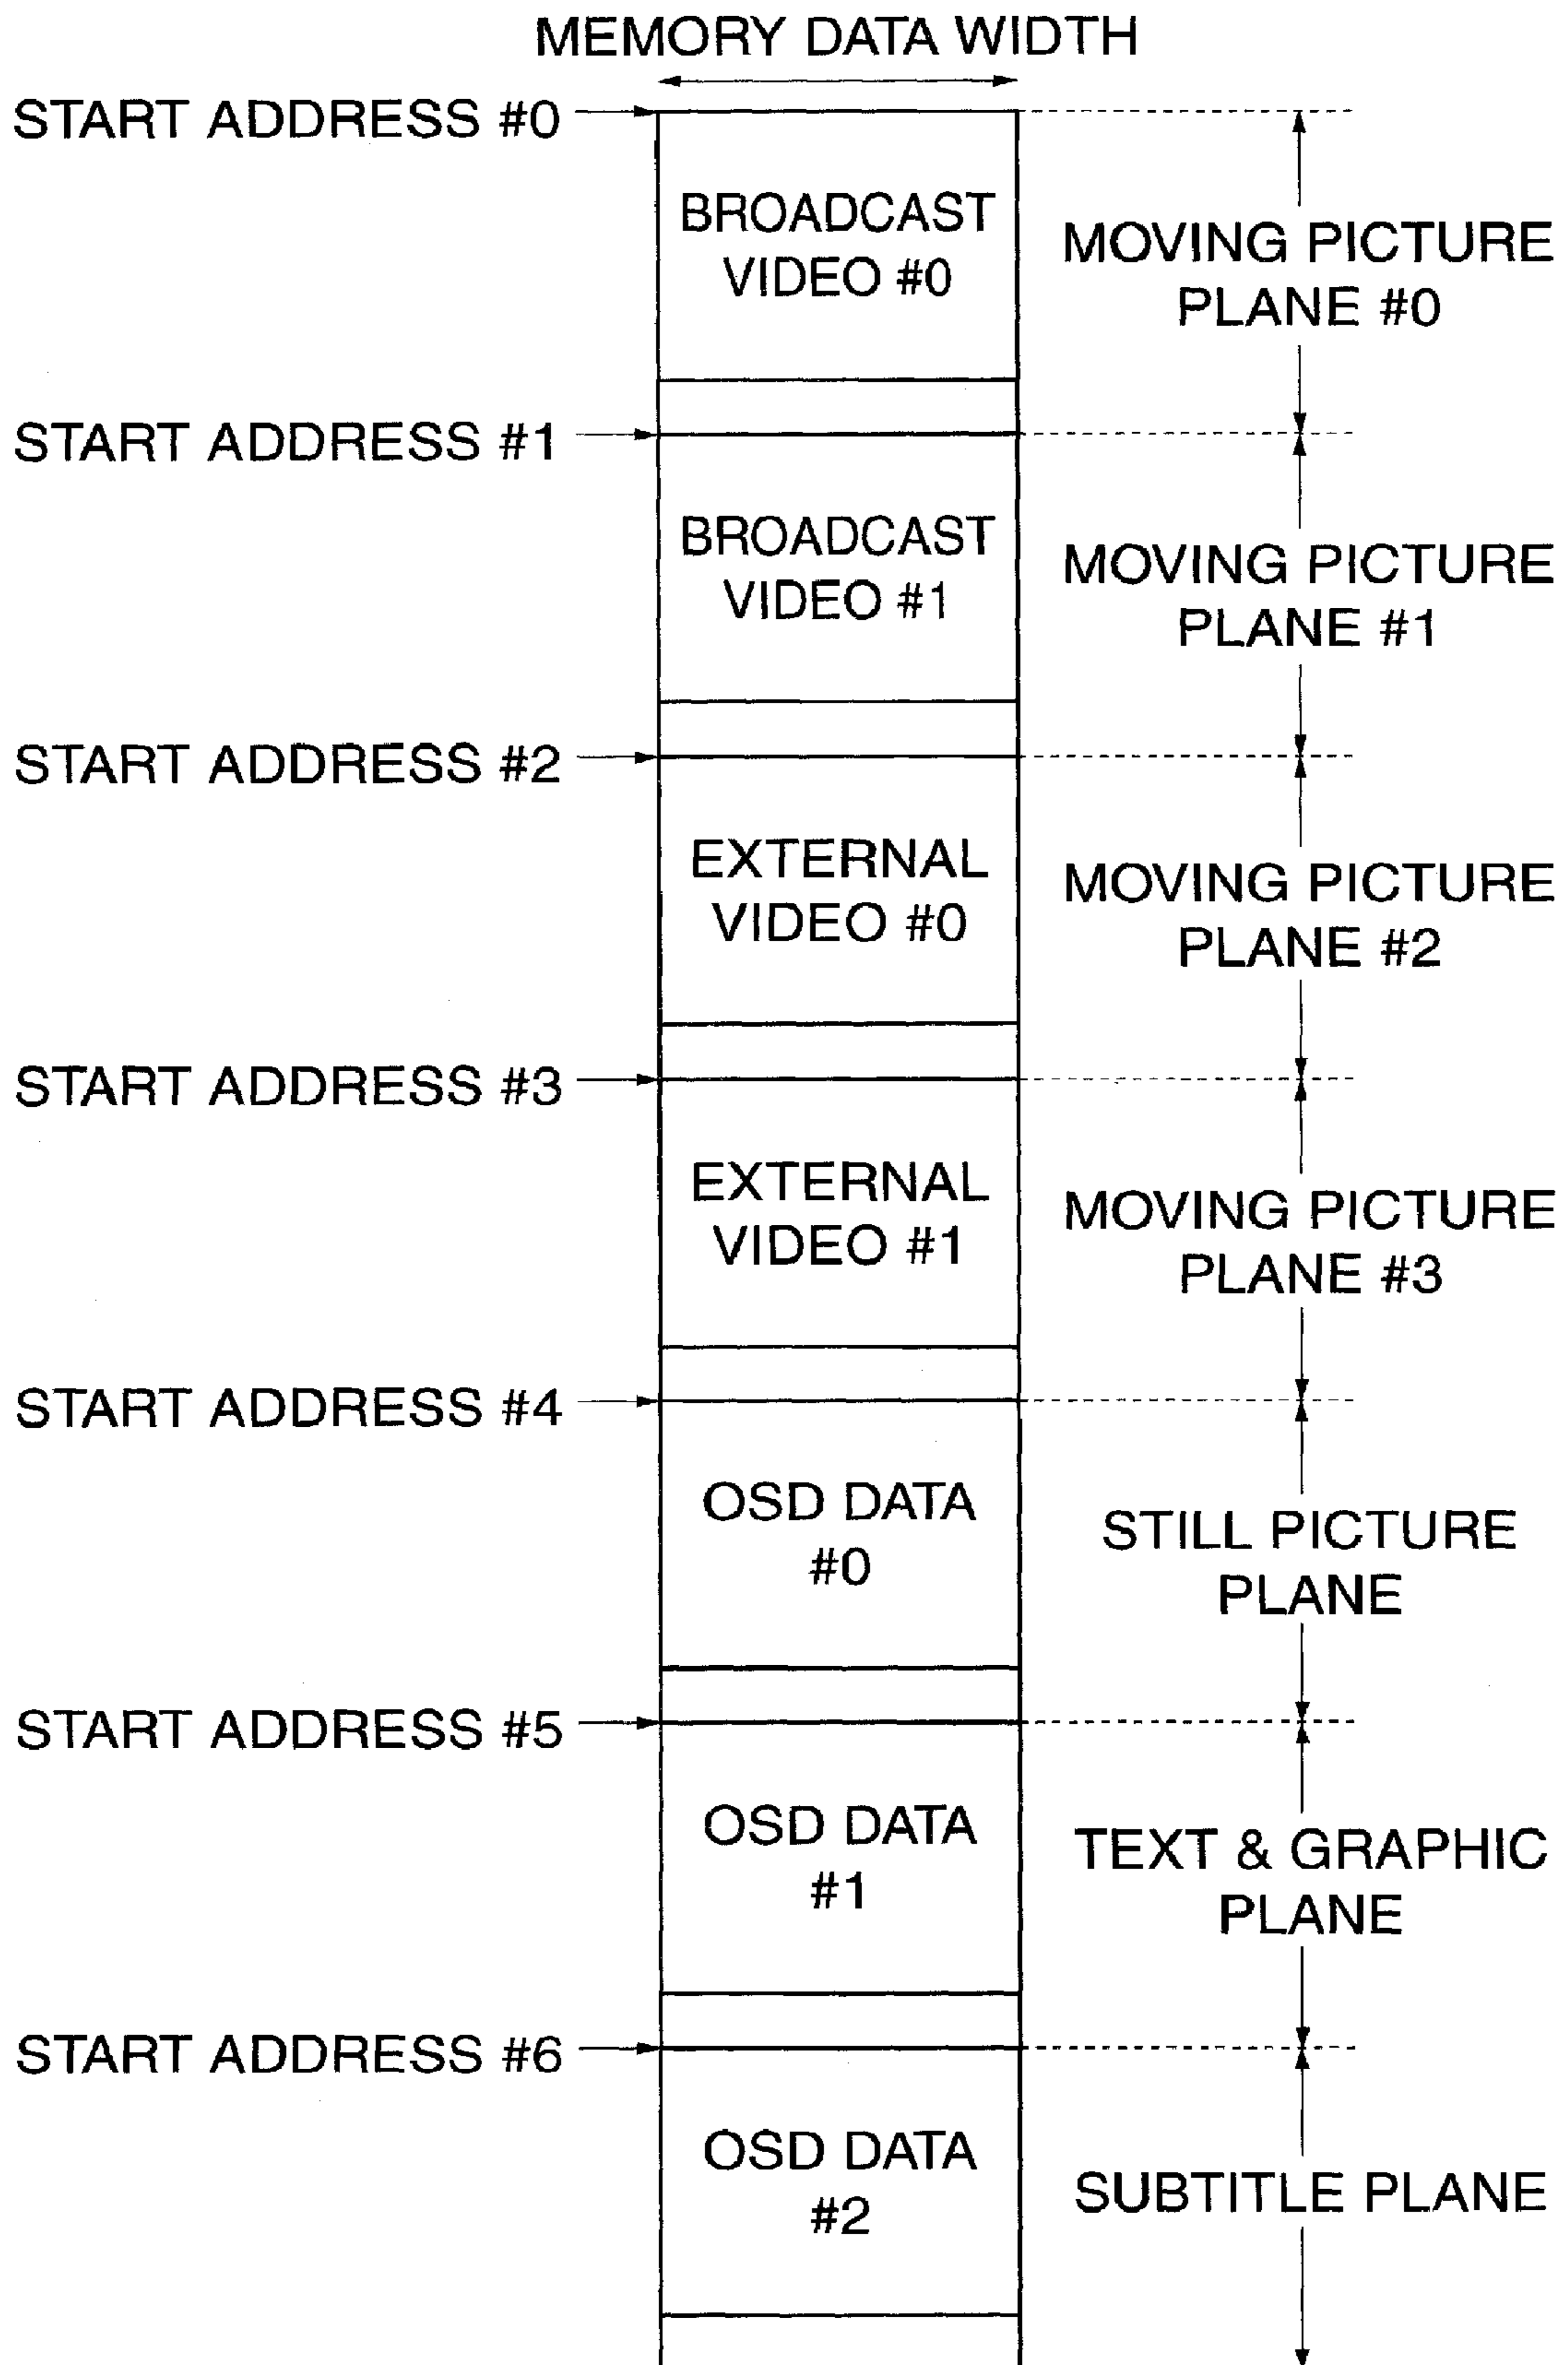 MEMORY DATA WIDTH
START ADDRESS #0
BROADCAST
VIDEO #0
MOVING PICTURE
PLANE #0
START ADDRESS #1
BROADCAST
VIDEO #1
MOVING PICTURE
PLANE #1
START ADDRESS #2
EXTERNAL
VIDEO #0
MOVING PICTURE
PLANE #2
START ADDRESS #3
EXTERNAL
VIDEO #1
MOVING PICTURE
PLANE #3
START ADDRESS #4
OSD DATA
#0
STILL PICTURE
PLANE
START ADDRESS #5
OSD DATA
#1
TEXT & GRAPHIC
PLANE
START ADDRESS #6
OSD DATA
#2
SUBTITLE PLANE